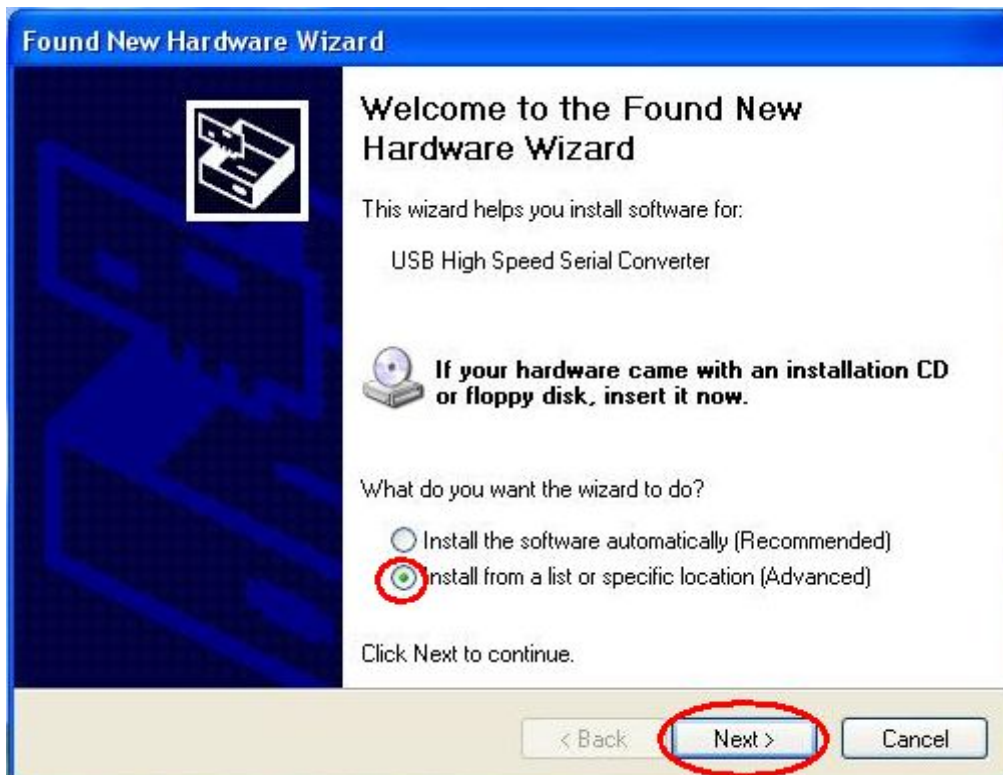 Found New Hardware Wizard
Welcome to the Found New
Hardware Wizard
This wizard helps you install software for:
USB High Speed Serial Converter
If your hardware came with an installation CD
or floppy disk, insert it now.
What do you want the wizard to do?
Install the software automatically (Recommended)
Install from a list or specific location (Advanced)
Click Next to continue.
< Back Next > Cancel